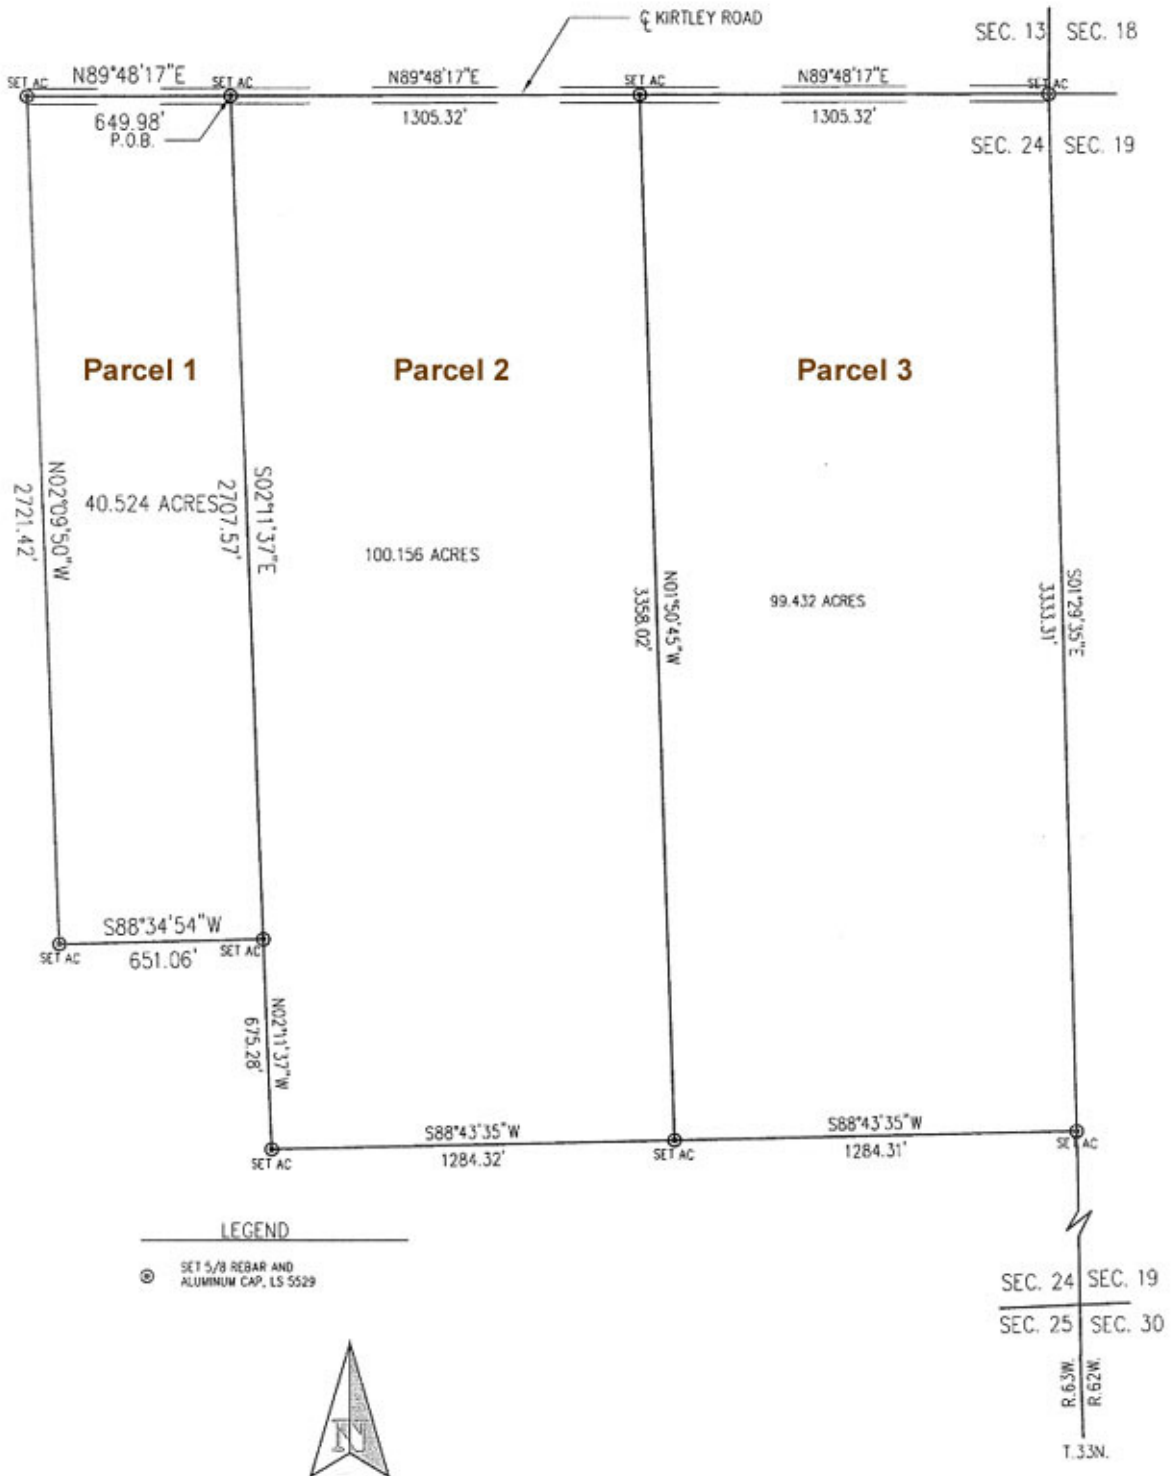 ℄ KIRTLEY ROAD
SEC. 13 SEC. 18
SET AC
N89°48'17"E
SET AC
N89°48'17"E
SET AC
N89°48'17"E
SET AC
649.98'
P.O.B.
1305.32'
1305.32'
SEC. 24 SEC. 19
Parcel 1
Parcel 2
Parcel 3
N02°09'50"W
2721.42'
40.524 ACRES
S02°11'37"E
2707.57'
100.156 ACRES
N01°50'45"W
3358.02'
99.432 ACRES
S01°29'35"E
3333.31'
S88°34'54"W
651.06'
SET AC
SET AC
N02°11'37"W
675.28'
S88°43'35"W
1284.32'
S88°43'35"W
1284.31'
SET AC
SET AC
SET AC
LEGEND
SET 5/8 REBAR AND
ALUMINUM CAP, LS 5529
SEC. 24 SEC. 19
SEC. 25 SEC. 30
R.63W.
R.62W.
T.33N.
N